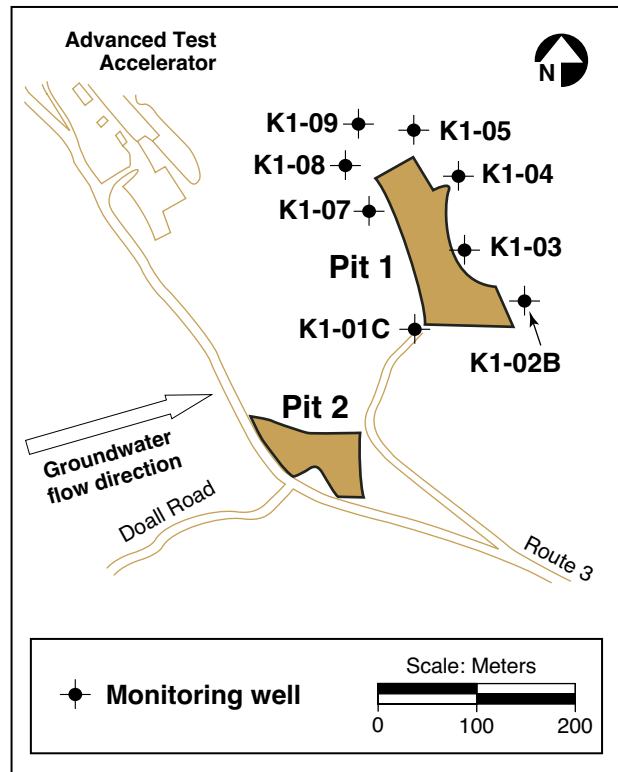 Advanced Test
Accelerator
N
K1-09
K1-05
K1-08
K1-04
K1-07
Pit 1
K1-03
K1-01C
K1-02B
Pit 2
Groundwater
flow direction
Doall Road
Route 3
Monitoring well
Scale: Meters
0 100 200